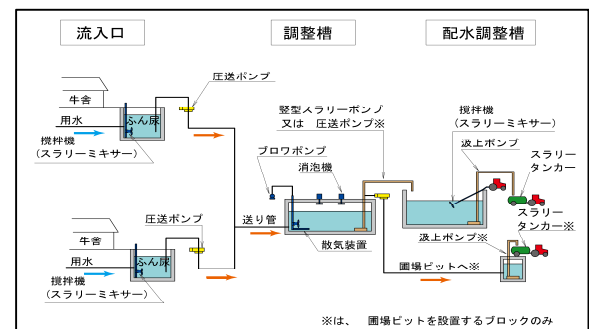 流入口
調整槽
配水調整槽
圧送ポンプ
牛舎
ふん尿
用水
撹拌機
(スラリーミキサー)
竪型スラリーポンプ
又は 圧送ポンプ※
撹拌機
(スラリーミキサー)
汲上ポンプ
スラリー
タンカー
ブロワポンプ
消泡機
送り管
散気装置
圧送ポンプ
牛舎
ふん尿
用水
撹拌機
(スラリーミキサー)
汲上ポンプ※
スラリー
タンカー※
圃場ピットへ※
※は、 圃場ピットを設置するブロックのみ